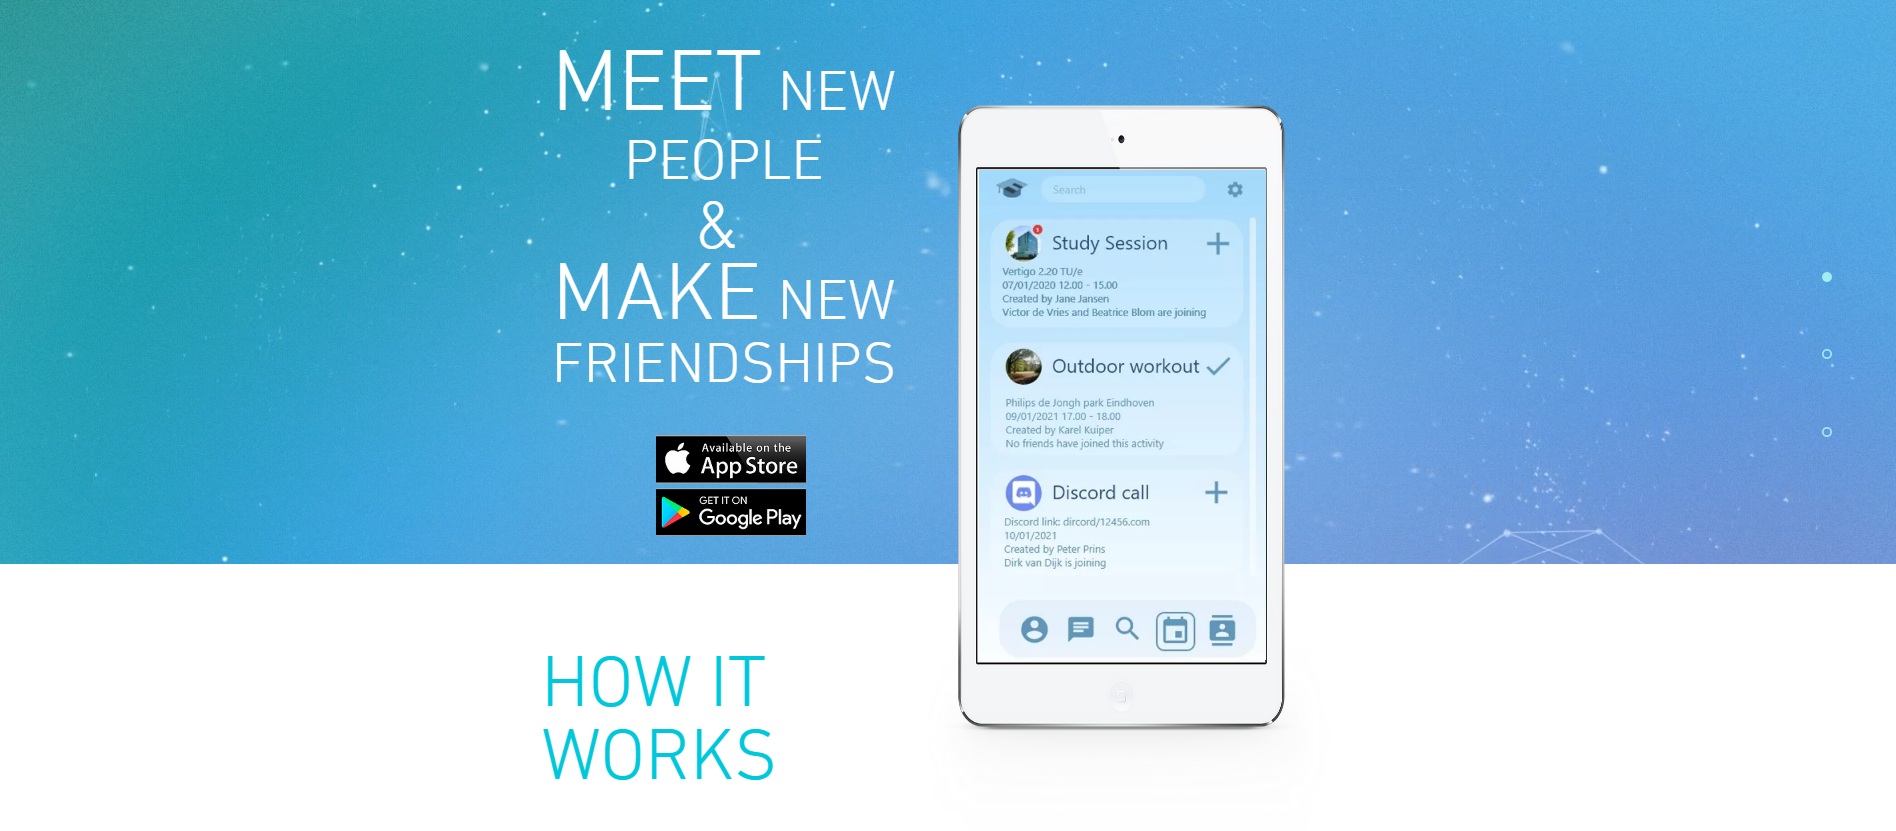 MEET NEW
PEOPLE
&
MAKE NEW
FRIENDSHIPS
Available on the
App Store
GET IT ON
Google Play
Search
1
Study Session
Vertigo 2.20 TU/e
07/01/2020 12.00 - 15.00
Created by Jane Jansen
Victor de Vries and Beatrice Blom are joining
Outdoor workout
Philips de Jongh park Eindhoven
09/01/2021 17.00 - 18.00
Created by Karel Kuiper
No friends have joined this activity
Discord call
Discord link: dircord/12456.com
10/01/2021
Created by Peter Prins
Dirk van Dijk is joining
HOW IT
WORKS